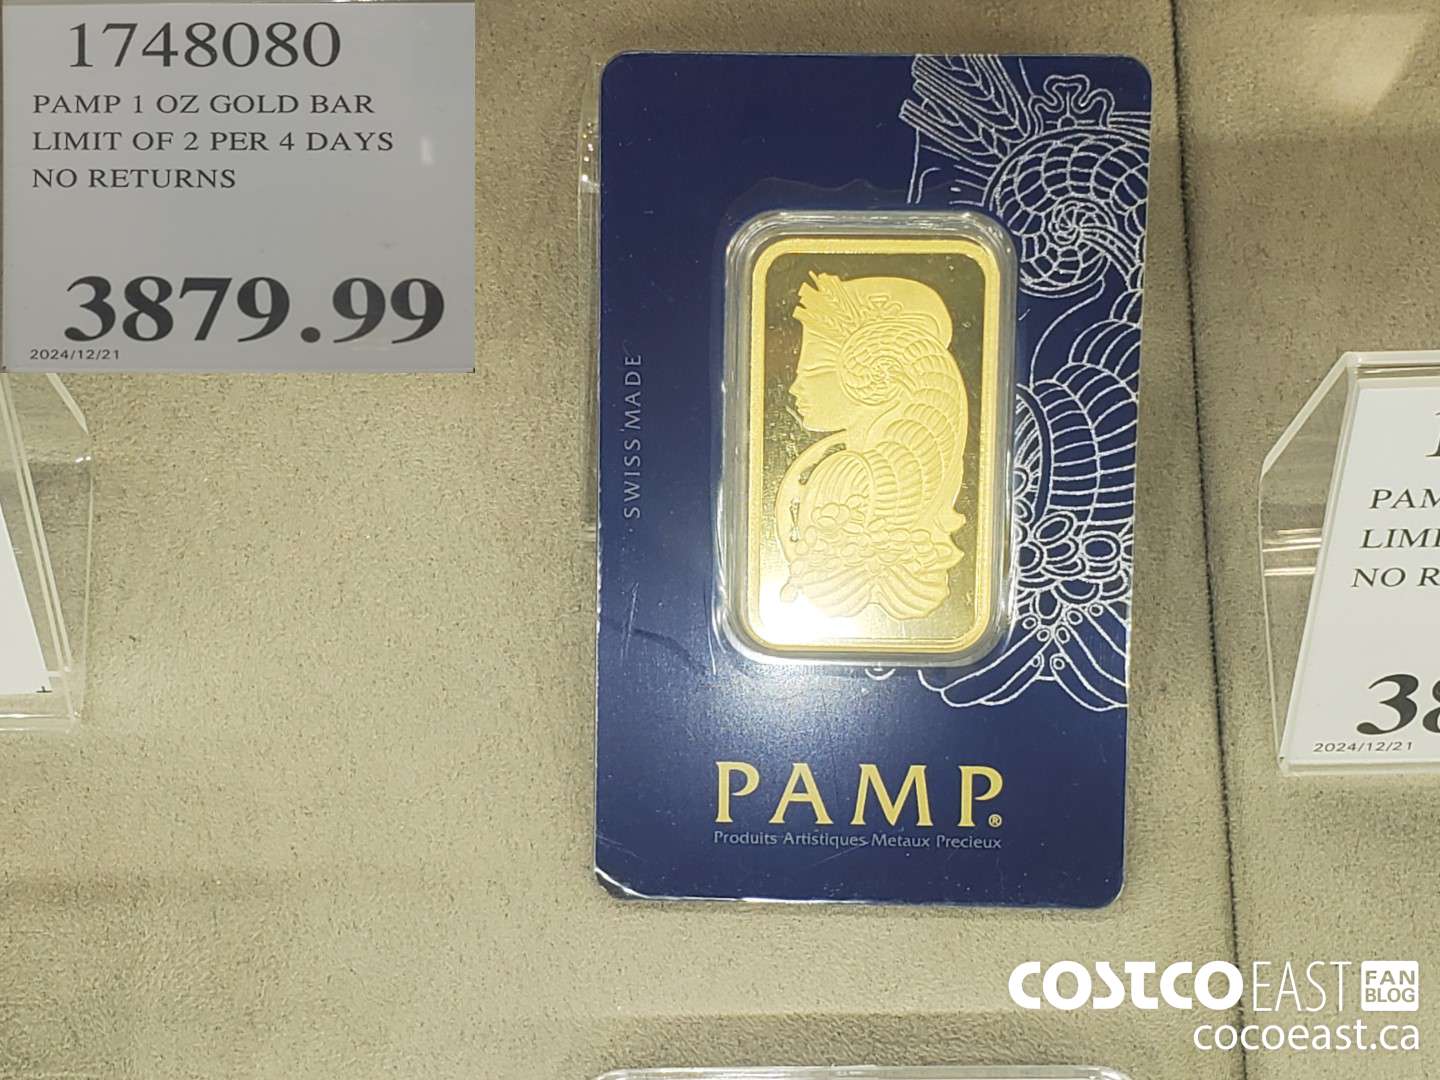 1748080
PAMP 1 OZ GOLD BAR
LIMIT OF 2 PER 4 DAYS
NO RETURNS
3879.99
2024/12/21
SWISS MADE
PAMP®
Produits Artistiques Metaux Precieux
PAM
LIMI
NO R
38
2024/12/21
COSTCO EAST FAN BLOG
cocoeast.ca